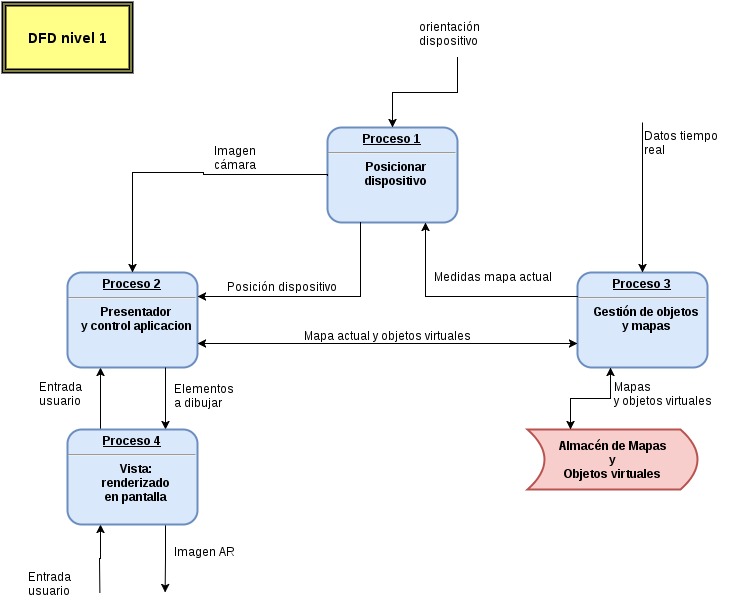 DFD nivel 1
orientación
dispositivo
Proceso 1
Posicionar
dispositivo
Imagen
cámara
Datos tiempo
real
Proceso 2
Presentador
y control aplicacion
Posición dispositivo
Medidas mapa actual
Proceso 3
Gestión de objetos
y mapas
Mapa actual y objetos virtuales
Entrada
usuario
Elementos
a dibujar
Mapas
y objetos virtuales
Proceso 4
Vista:
renderizado
en pantalla
Almacén de Mapas
y
Objetos virtuales
Imagen AR
Entrada
usuario